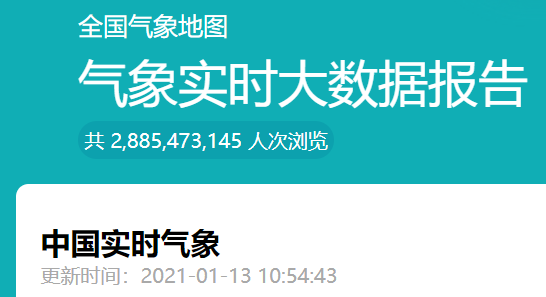 全国气象地图
气象实时大数据报告
共 2,885,473,145 人次浏览
中国实时气象
更新时间：2021-01-13 10:54:43